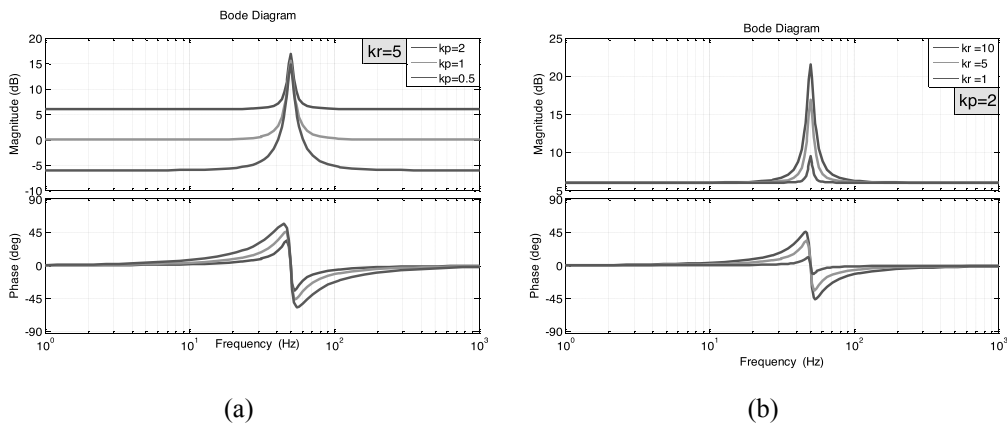 Bode Diagram
kr=5
kp=2
kp=1
kp=0.5
Magnitude (dB)
20
15
10
5
0
-5
-10
Phase (deg)
90
45
0
-45
-90
10^0
10^1
10^2
10^3
Frequency (Hz)
(a)
Bode Diagram
kr =10
kr =5
kr =1
kp=2
Magnitude (dB)
25
20
15
10
5
Phase (deg)
90
45
0
-45
-90
10^0
10^1
10^2
10^3
Frequency (Hz)
(b)